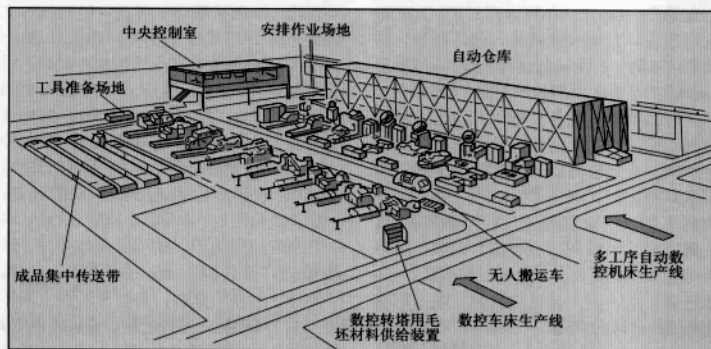 中央控制室
安排作业场地
自动仓库
工具准备场地
成品集中传送带
无人搬运车
多工序自动数
控机床生产线
数控转塔用毛
坯材料供给装置
数控车床生产线